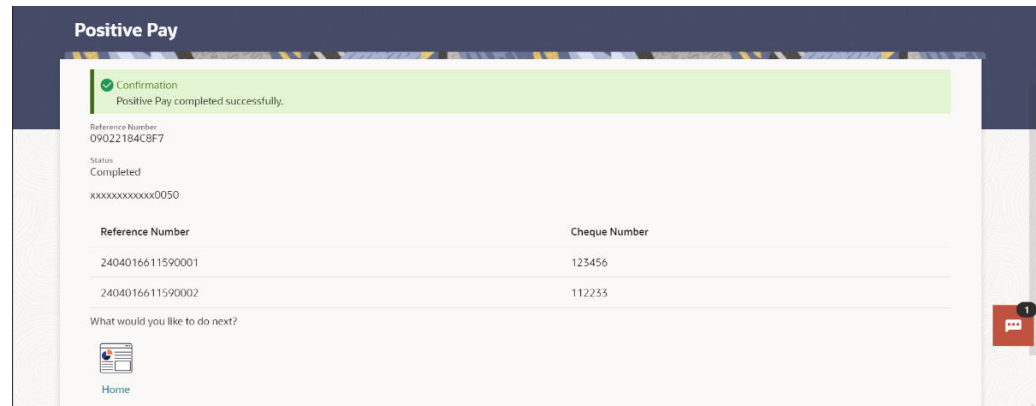 Positive Pay
Confirmation
Positive Pay completed successfully.
Reference Number
09022184C8F7
Status
Completed
xxxxxxxxxxxx0050
Reference Number Cheque Number
2404016611590001 123456
2404016611590002 112233
1
What would you like to do next?
Home